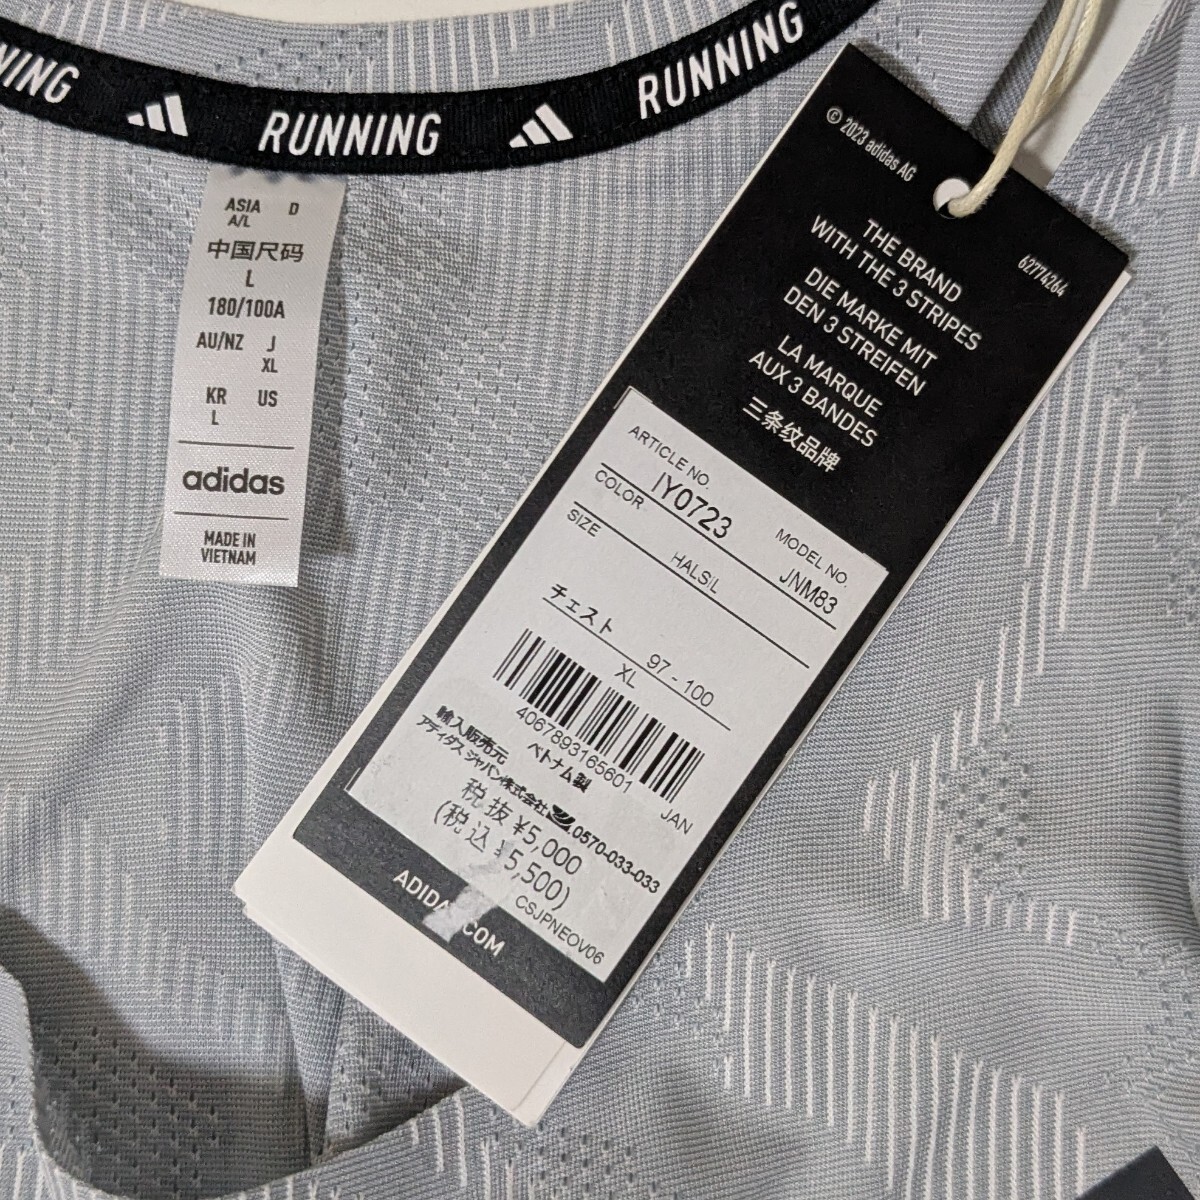 RUNNING
RUNNING
ASIA D
A/L
中国尺码
L
180/100A
AU/NZ J
XL
KR US
L
adidas
MADE IN
VIETNAM
© 2023 adidas AG
62774264
THE BRAND
WITH THE 3 STRIPES
DIE MARKE MIT
DEN 3 STREIFEN
LA MARQUE
AUX 3 BANDES
三条纹品牌
ARTICLE NO. MODEL NO.
IY0723 JNM83
COLOR HALSIL
SIZE
チェスト 97 - 100
XL
4067893165601 JAN
輸入販売元 ベトナム製
アディダス ジャパン株式会社 0570-033-033
税抜 ¥5,000
(税込 ¥5,500)
CSJPNEOV06